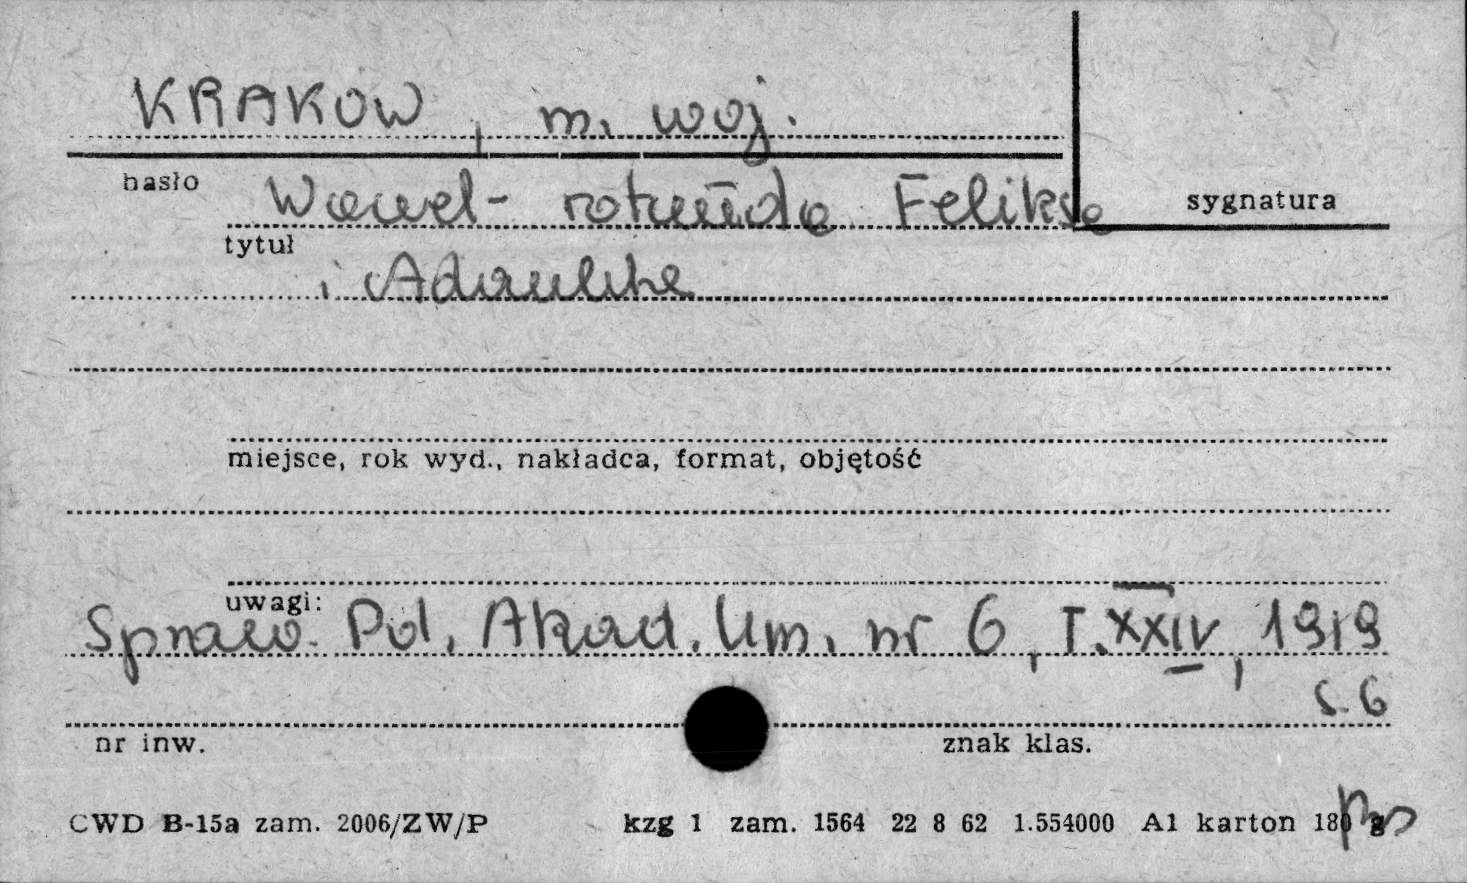 KRAKOW, m. woj.
hasło
Wawel- rotunda Feliksa
sygnatura
tytuł
i Adaukta
miejsce, rok wyd., nakładca, format, objętość
uwagi:
Spraw. Pol. Akad. Um. nr 6, T. XXIV, 1919
s. 6
nr inw.
znak klas.
CWD B-15a zam. 2006/ZW/P kzg 1 zam. 1564 22 8 62 1.554000 A1 karton 180 g